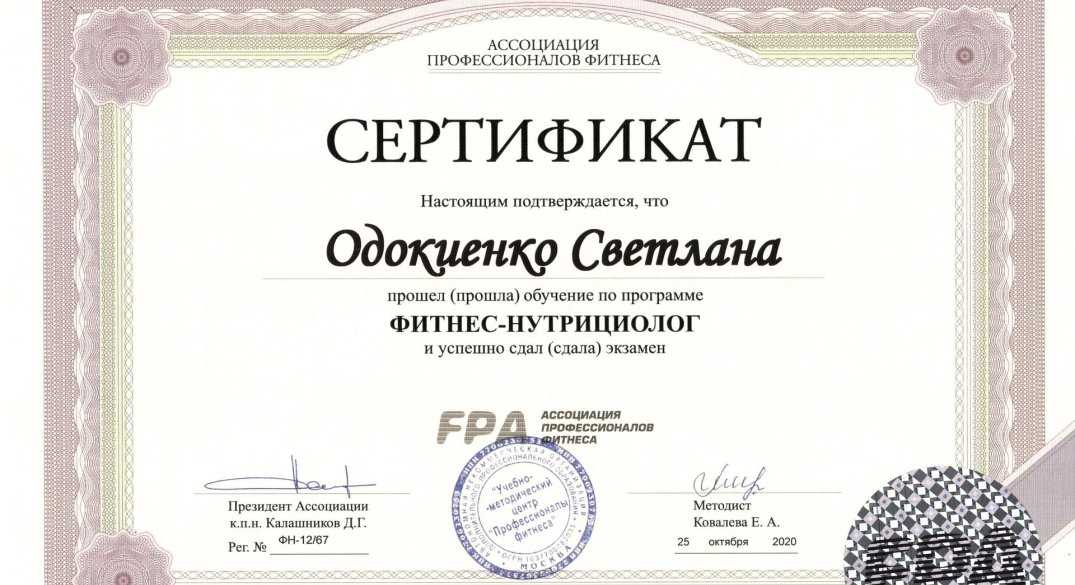 АССОЦИАЦИЯ
ПРОФЕССИОНАЛОВ ФИТНЕСА
СЕРТИФИКАТ
Настоящим подтверждается, что
Одокиенко Светлана
прошел (прошла) обучение по программе
ФИТНЕС-НУТРИЦИОЛОГ
и успешно сдал (сдала) экзамен
FPA
АССОЦИАЦИЯ
ПРОФЕССИОНАЛОВ
ФИТНЕСА
"Учебно-
-методический
центр
"Профессионалы
фитнеса"
МОСКВА
Президент Ассоциации
к.п.н. Калашников Д.Г.
Рег. № ФН-12/67
Методист
Ковалева Е. А.
25 октября 2020
FPA